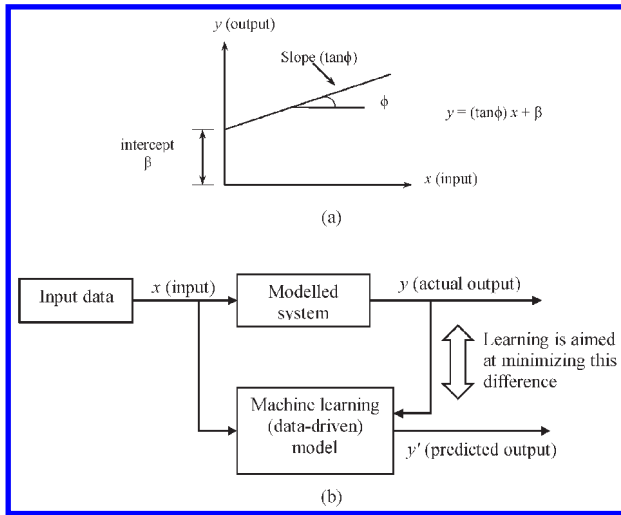 y (output)
Slope (tanϕ)
ϕ
y = (tanϕ) x + β
intercept
β
x (input)
(a)
Input data
x (input)
Modelled
system
y (actual output)
Learning is aimed
at minimizing this
difference
Machine learning
(data-driven)
model
y′ (predicted output)
(b)